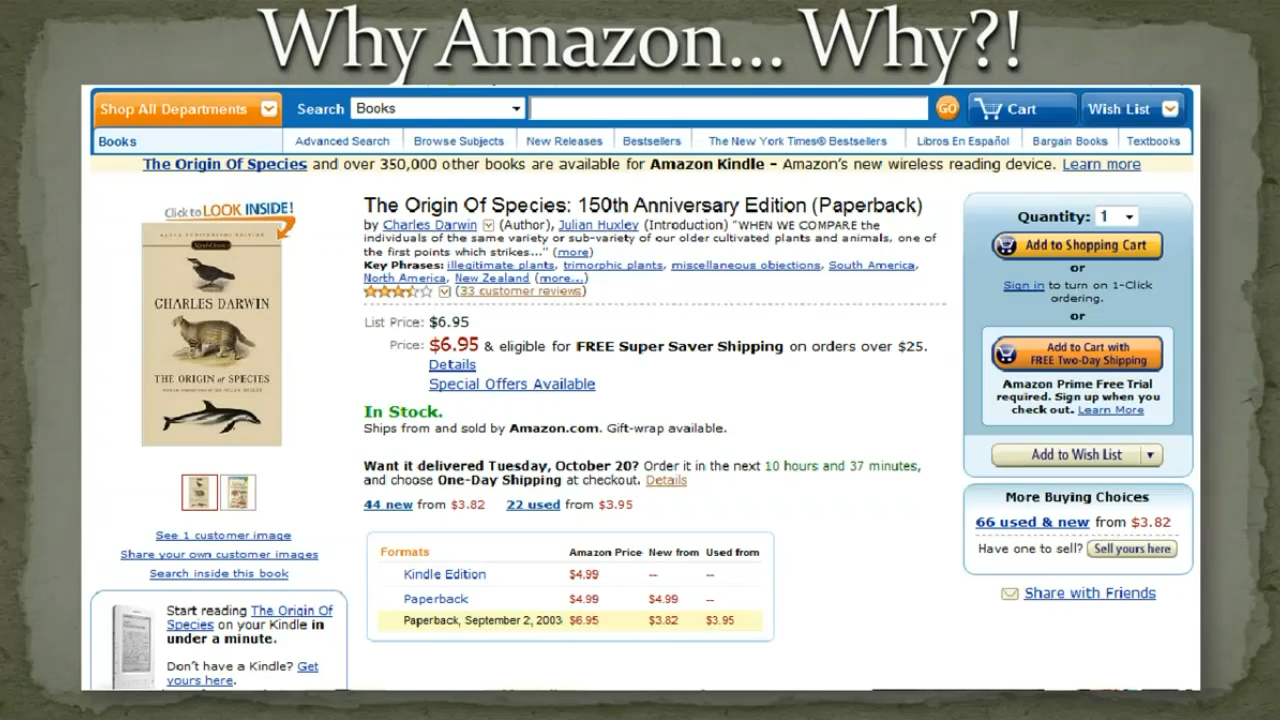 Why Amazon... Why?!
Shop All Departments
Search
Books
GO
Cart
Wish List
Books
Advanced Search
Browse Subjects
New Releases
Bestsellers
The New York Times® Bestsellers
Libros En Español
Bargain Books
Textbooks
The Origin Of Species and over 350,000 other books are available for Amazon Kindle – Amazon's new wireless reading device. Learn more
Click to LOOK INSIDE!
CHARLES DARWIN
THE ORIGIN of SPECIES
See 1 customer image
Share your own customer images
Search inside this book
Start reading The Origin Of
Species on your Kindle in
under a minute.
Don't have a Kindle? Get
yours here.
The Origin Of Species: 150th Anniversary Edition (Paperback)
by Charles Darwin (Author), Julian Huxley (Introduction) "WHEN WE COMPARE the
individuals of the same variety or sub-variety of our older cultivated plants and animals, one of
the first points which strikes..." (more)
Key Phrases: illegitimate plants, trimorphic plants, miscellaneous objections, South America,
North America, New Zealand (more...)
(33 customer reviews)
List Price: $6.95
Price: $6.95 & eligible for FREE Super Saver Shipping on orders over $25.
Details
Special Offers Available
In Stock.
Ships from and sold by Amazon.com. Gift-wrap available.
Want it delivered Tuesday, October 20? Order it in the next 10 hours and 37 minutes,
and choose One-Day Shipping at checkout. Details
44 new from $3.82 22 used from $3.95
Formats Amazon Price New from Used from
Kindle Edition $4.99 -- --
Paperback $4.99 $4.99 --
Paperback, September 2, 2003 $6.95 $3.82 $3.95
Quantity: 1
Add to Shopping Cart
or
Sign in to turn on 1-Click
ordering.
or
Add to Cart with
FREE Two-Day Shipping
Amazon Prime Free Trial
required. Sign up when you
check out. Learn More
Add to Wish List
More Buying Choices
66 used & new from $3.82
Have one to sell? Sell yours here
Share with Friends